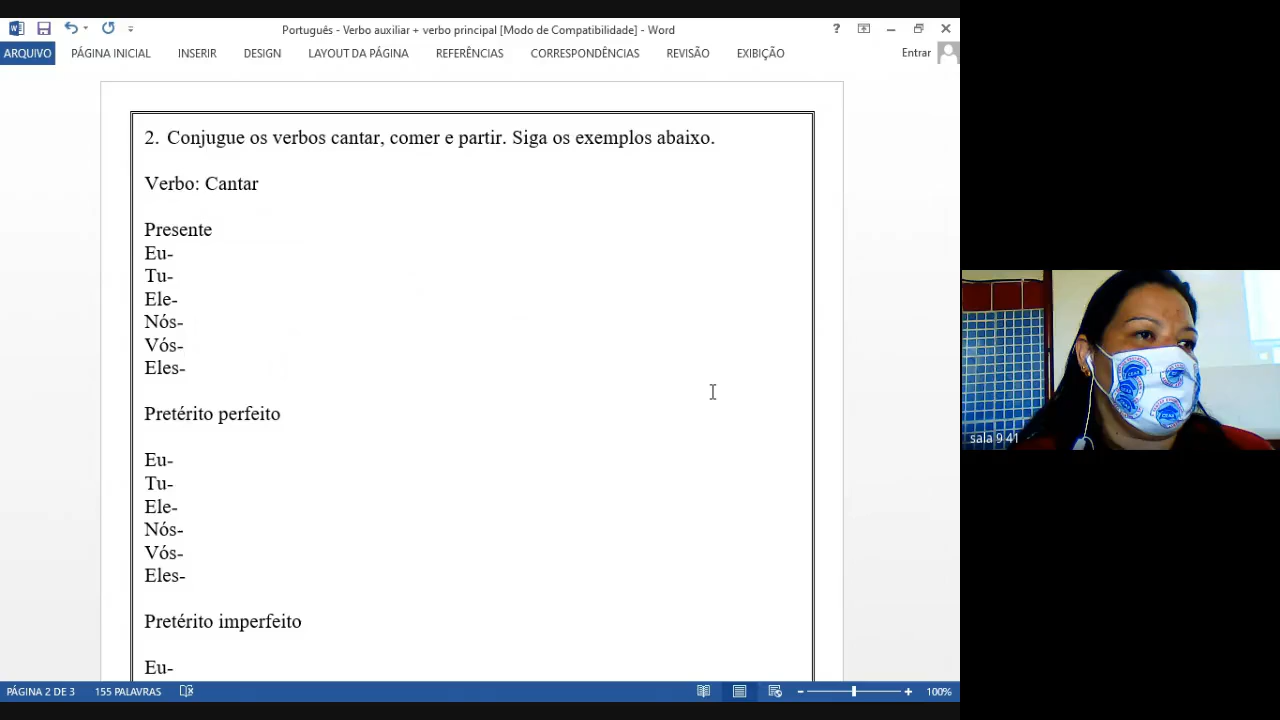 Português - Verbo auxiliar + verbo principal [Modo de Compatibilidade] - Word
?
ARQUIVO PÁGINA INICIAL INSERIR DESIGN LAYOUT DA PÁGINA REFERÊNCIAS CORRESPONDÊNCIAS REVISÃO EXIBIÇÃO Entrar
2. Conjugue os verbos cantar, comer e partir. Siga os exemplos abaixo.
Verbo: Cantar
Presente
Eu-
Tu-
Ele-
Nós-
Vós-
Eles-
Pretérito perfeito
Eu-
Tu-
Ele-
Nós-
Vós-
Eles-
Pretérito imperfeito
Eu-
PÁGINA 2 DE 3 155 PALAVRAS 100%
sala 9 41